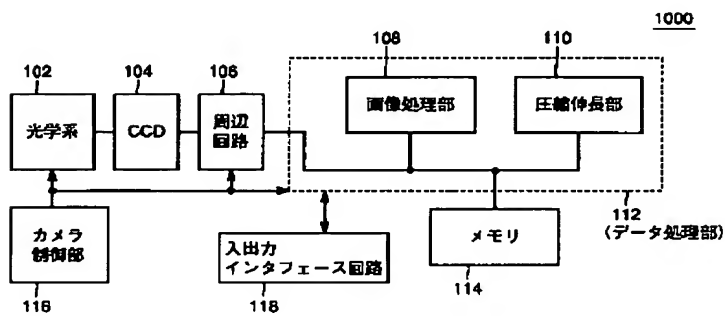 1000
102
104
106
108
110
光学系
CCD
周辺
回路
画像処理部
圧縮伸長部
カメラ
制御部
116
入出力
インタフェース回路
118
メモリ
114
112
(データ処理部)